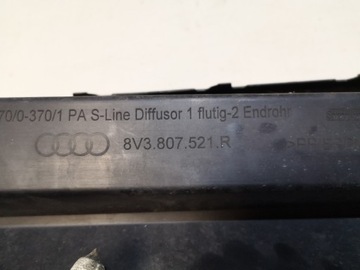 70/0-370/1 PA S-Line Diffusor 1 flutig-2 Endrohr
8V3.807.521.R